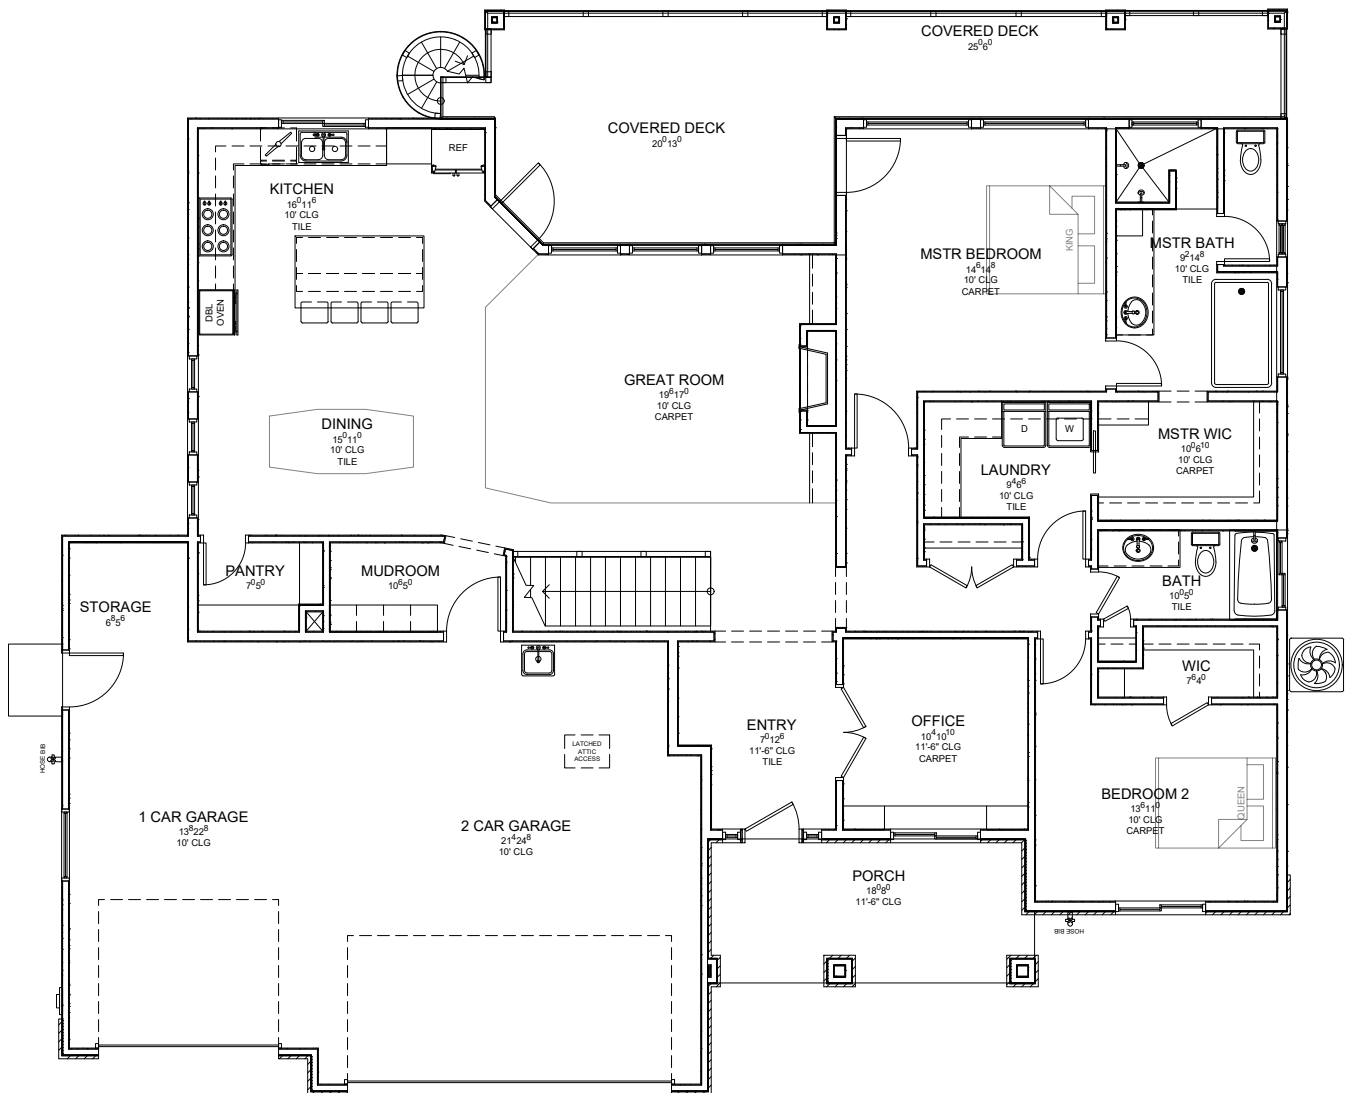 COVERED DECK
25⁰6⁰
COVERED DECK
20⁰13⁰
REF
KITCHEN
16⁰11⁶
10' CLG
TILE
DBL
OVEN
MSTR BEDROOM
14⁶14⁸
10' CLG
CARPET
KING
MSTR BATH
9²14⁸
10' CLG
TILE
GREAT ROOM
19⁶17⁰
10' CLG
CARPET
DINING
15⁰11⁰
10' CLG
TILE
D
W
LAUNDRY
9⁴6⁶
10' CLG
TILE
MSTR WIC
10⁰6¹⁰
10' CLG
CARPET
PANTRY
7⁰5⁰
MUDROOM
10⁶5⁰
STORAGE
6⁸5⁶
BATH
10⁰5⁰
TILE
WIC
7⁶4⁰
ENTRY
7⁰12⁶
11'-6" CLG
TILE
OFFICE
10⁴10¹⁰
11'-6" CLG
CARPET
LATCHED
ATTIC
ACCESS
HOSE BIB
BEDROOM 2
13⁶11⁰
10' CLG
CARPET
QUEEN
1 CAR GARAGE
13⁸22⁸
10' CLG
2 CAR GARAGE
21⁴24⁸
10' CLG
PORCH
18⁰8⁰
11'-6" CLG
HOSE BIB